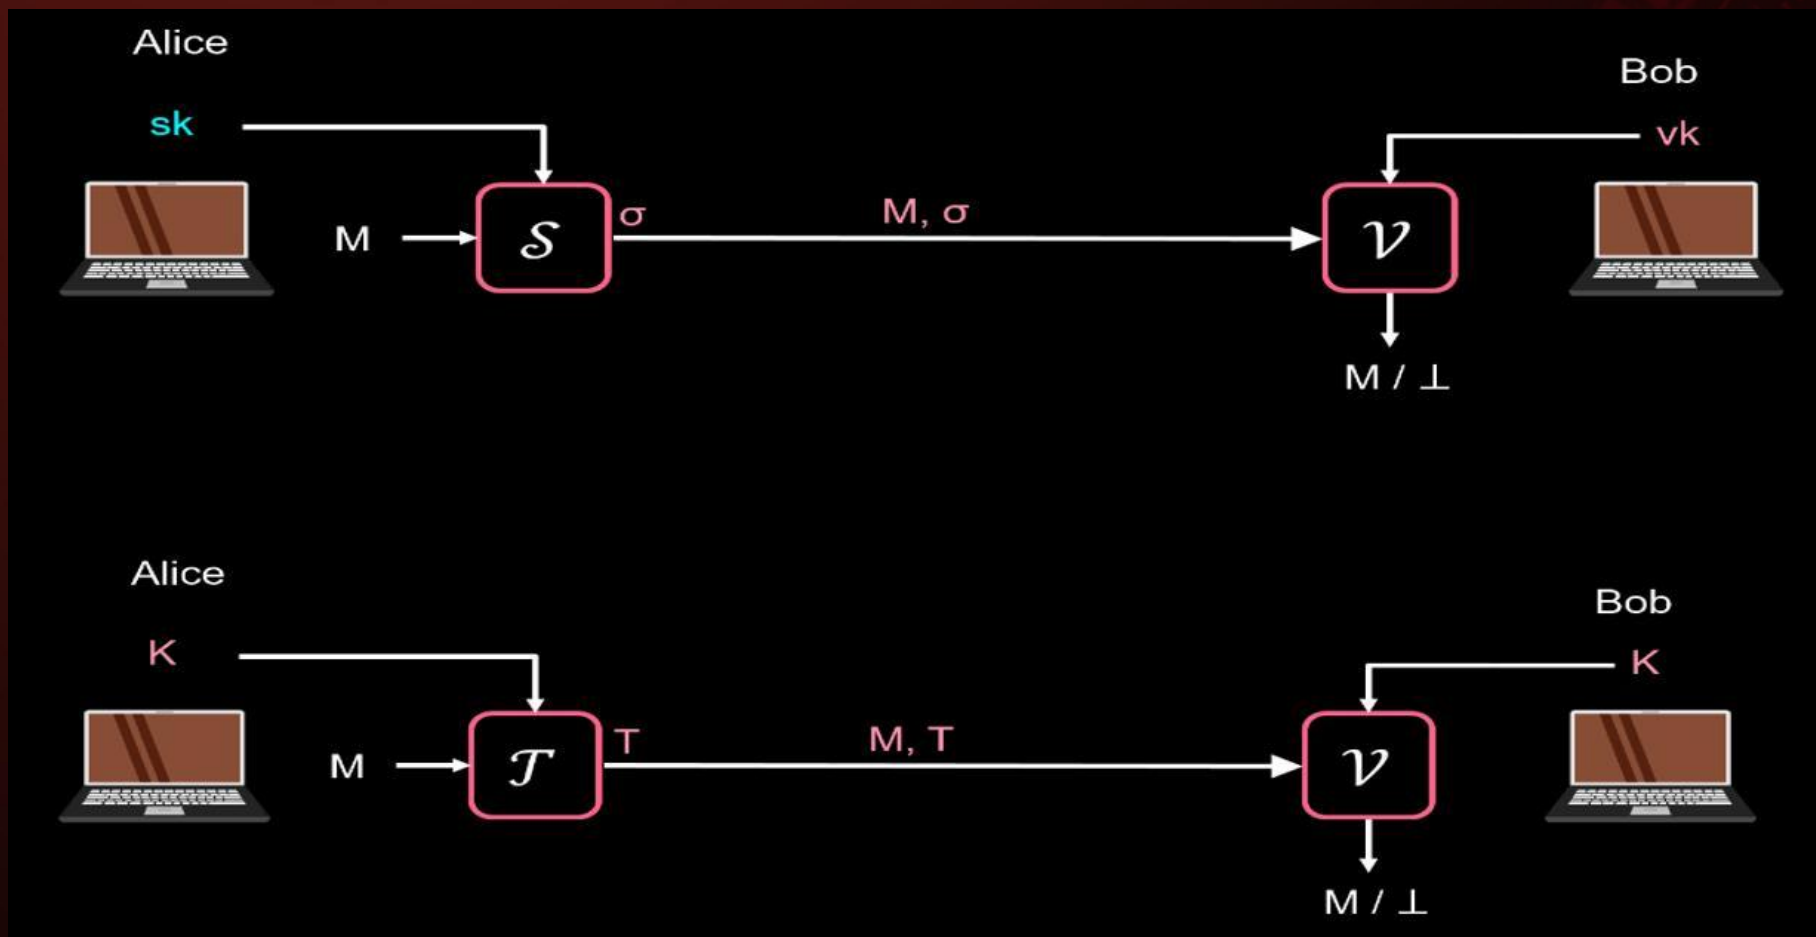 Alice
Bob
sk
vk
M
𝒮
σ
M, σ
𝒱
M / ⊥
Alice
Bob
K
K
M
𝒯
T
M, T
𝒱
M / ⊥